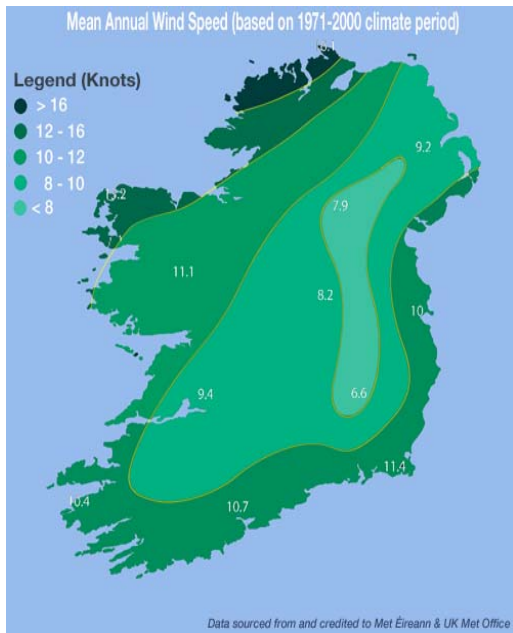 Mean Annual Wind Speed (based on 1971-2000 climate period)
Legend (Knots)
> 16
12 - 16
10 - 12
8 - 10
< 8
9.2
7.9
11.1
8.2
10
9.4
6.6
11.4
10.4
10.7
Data sourced from and credited to Met Èireann & UK Met Office